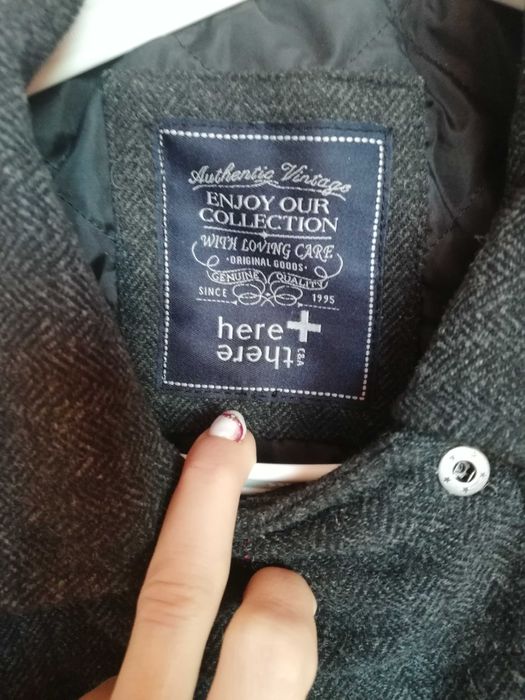 Authentic Vintage
ENJOY OUR
COLLECTION
WITH LOVING CARE
·ORIGINAL GOODS·
GENUINE QUALITY
SINCE 1995
here +
there
C&A